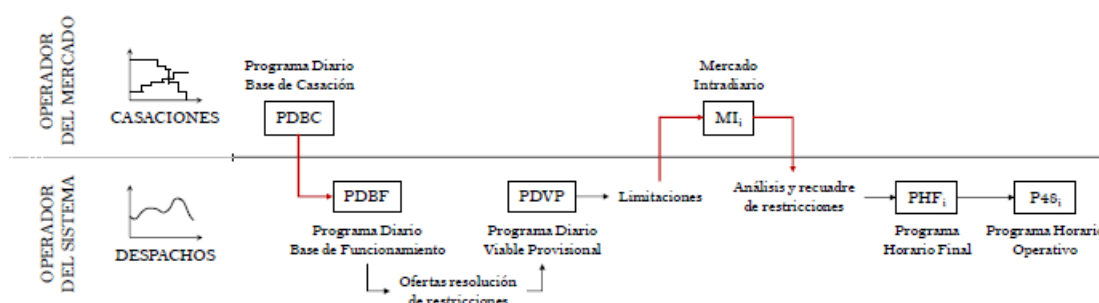 OPERADOR
DEL MERCADO
CASACIONES
Programa Diario
Base de Casación
PDBC
Mercado
Intradiario
MIi
OPERADOR
DEL SISTEMA
DESPACHOS
PDBF
Programa Diario
Base de Funcionamiento
Ofertas resolución
de restricciones
PDVP
Programa Diario
Viable Provisional
Limitaciones
Análisis y recuadre
de restricciones
PHFi
Programa
Horario Final
P48i
Programa Horario
Operativo